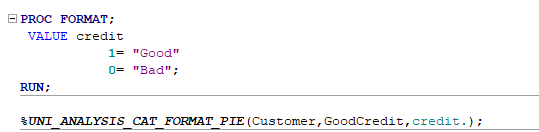 PROC FORMAT;
VALUE credit
1= "Good"
0= "Bad";
RUN;
%UNI_ANALYSIS_CAT_FORMAT_PIE(Customer,GoodCredit,credit.);